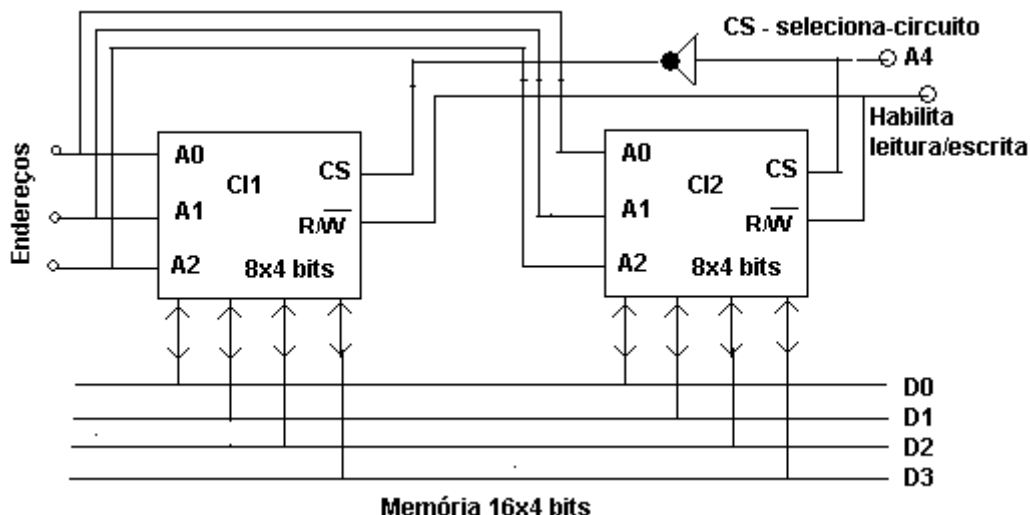 CS - seleciona-circuito
A4
Habilita
leitura/escrita
Endereços
A0
CI1
CS
A1
R/W̅
A2
8x4 bits
A0
CI2
CS
A1
R/W̅
A2
8x4 bits
D0
D1
D2
D3
Memória 16x4 bits